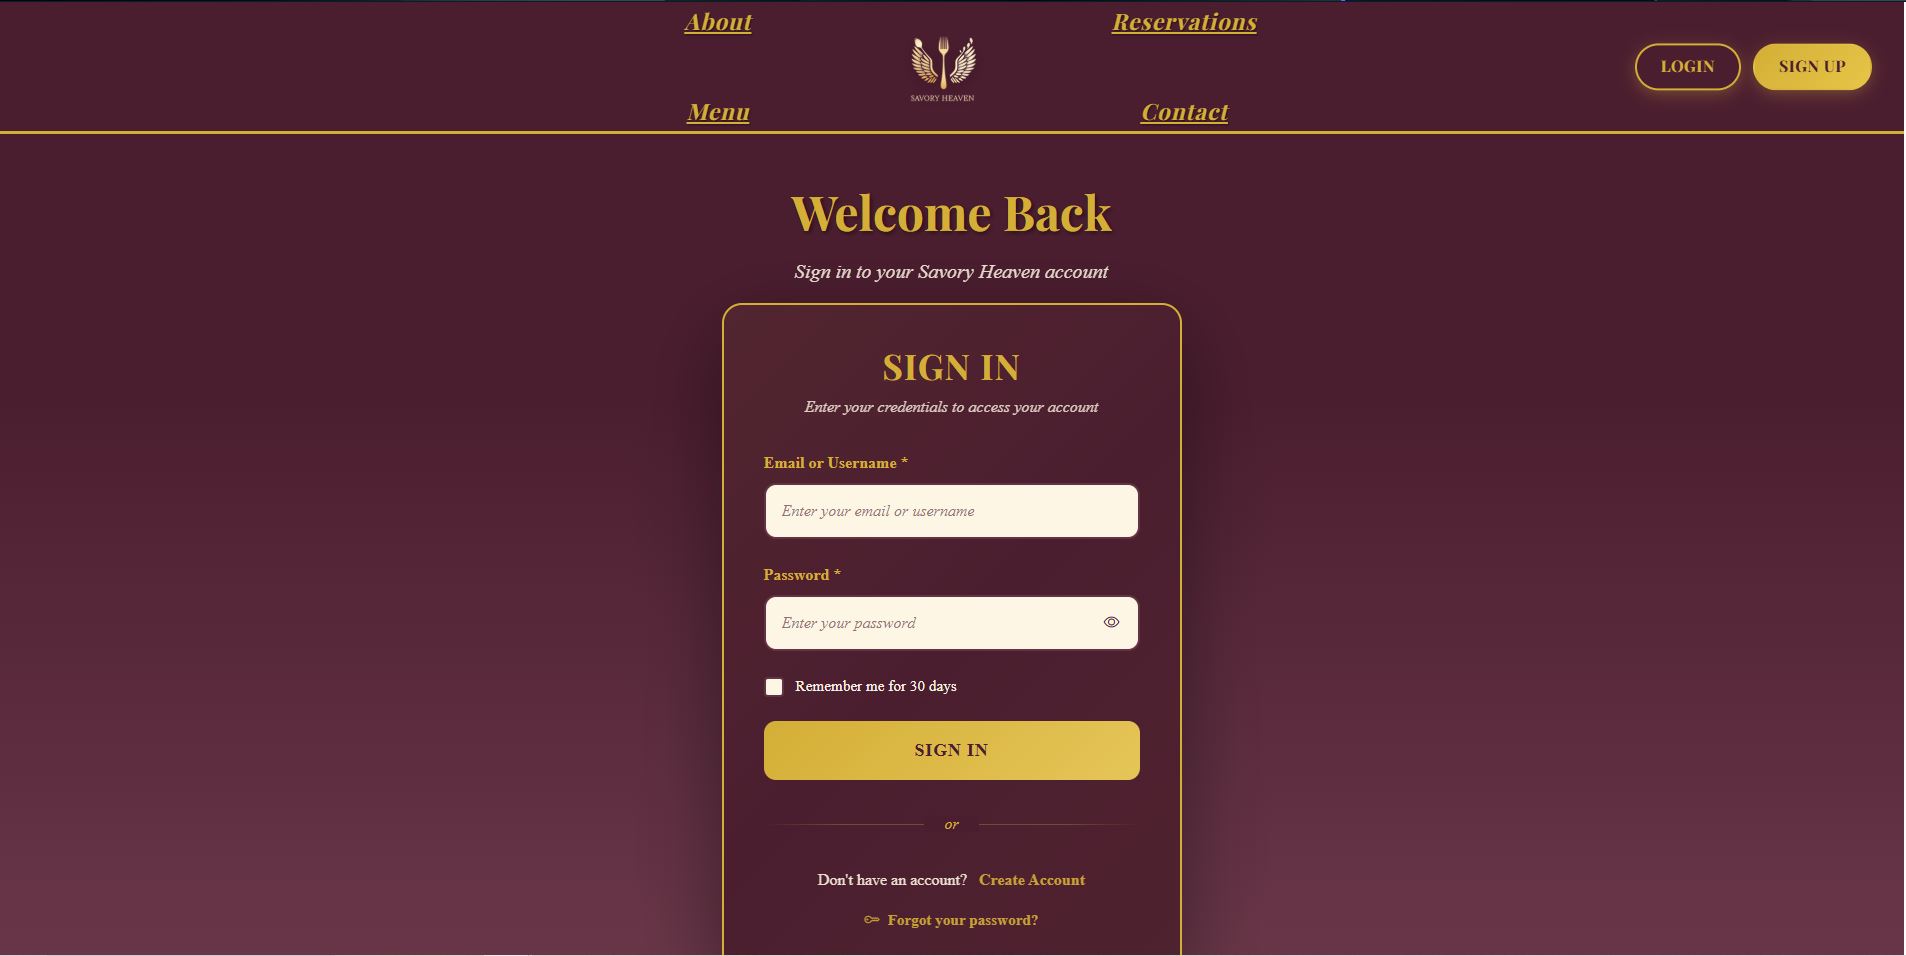 About
Reservations
SAVORY HEAVEN
LOGIN
SIGN UP
Menu
Contact
Welcome Back
Sign in to your Savory Heaven account
SIGN IN
Enter your credentials to access your account
Email or Username *
Enter your email or username
Password *
Enter your password
Remember me for 30 days
SIGN IN
or
Don't have an account? Create Account
Forgot your password?